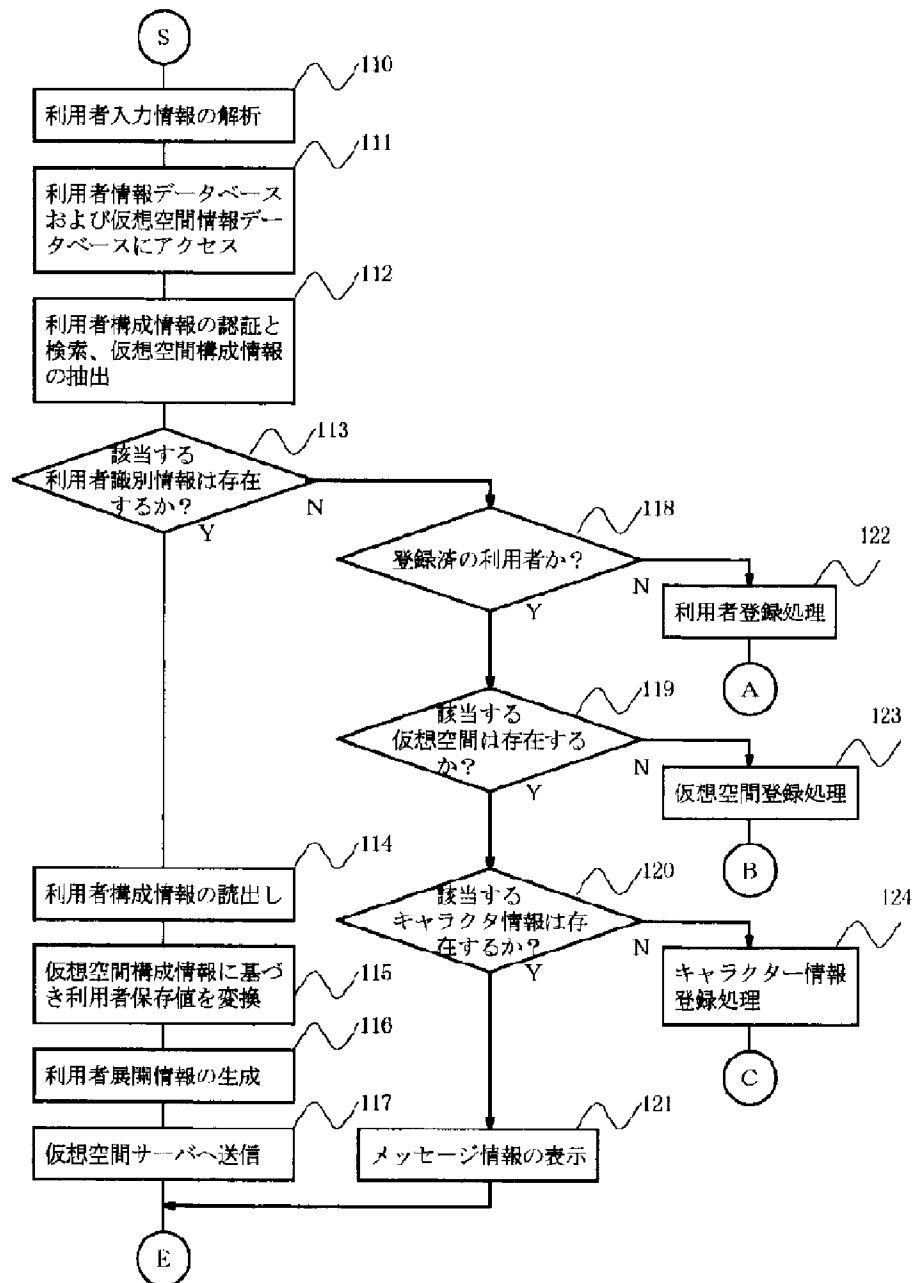 S
110
利用者入力情報の解析
111
利用者情報データベース
および仮想空間情報デー
タベースにアクセス
112
利用者構成情報の認証と
検索、仮想空間構成情報
の抽出
113
該当する
利用者識別情報は存在
するか?
N
Y
118
登録済の利用者か?
N
Y
122
利用者登録処理
A
119
該当する
仮想空間は存在する
か?
N
Y
123
仮想空間登録処理
B
114
利用者構成情報の読出し
120
該当する
キャラクタ情報は存
在するか?
N
Y
124
キャラクター情報
登録処理
C
仮想空間構成情報に基づ
き利用者保存値を変換
115
116
利用者展開情報の生成
117
仮想空間サーバへ送信
121
メッセージ情報の表示
E